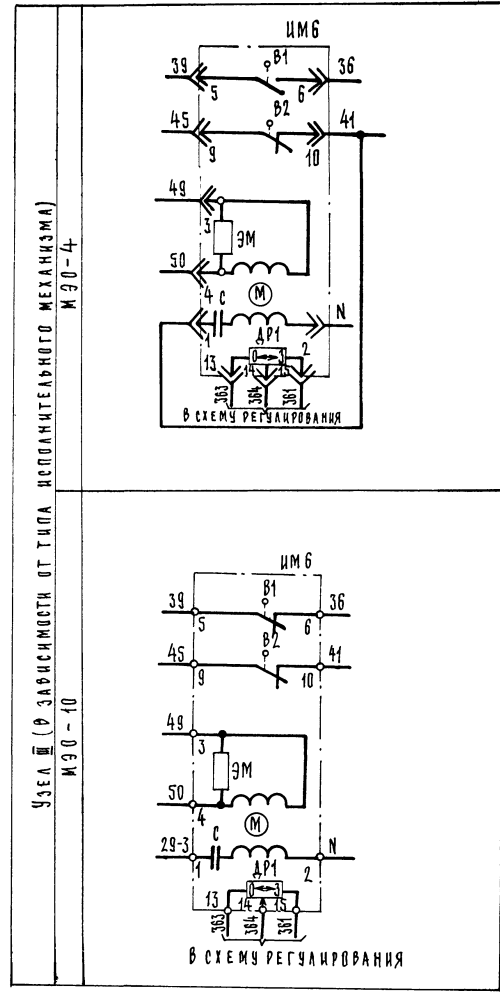 УЗЕЛ III (В ЗАВИСИМОСТИ ОТ ТИПА ИСПОЛНИТЕЛЬНОГО МЕХАНИЗМА)
МЭО-4
ИМ6
39 5 В1 6 36
45 9 В2 10 41
49 3
ЭМ
50 4
С М
1 N
13 ДР1 2
О З
14 15
363 364 361
В СХЕМУ РЕГУЛИРОВАНИЯ
МЭО-10
ИМ6
39 5 В1 6 36
45 9 В2 10 41
49 3
ЭМ
50 4
С М
29-3 1 2 N
ДР1
О З
13 14 15
363 364 361
В СХЕМУ РЕГУЛИРОВАНИЯ